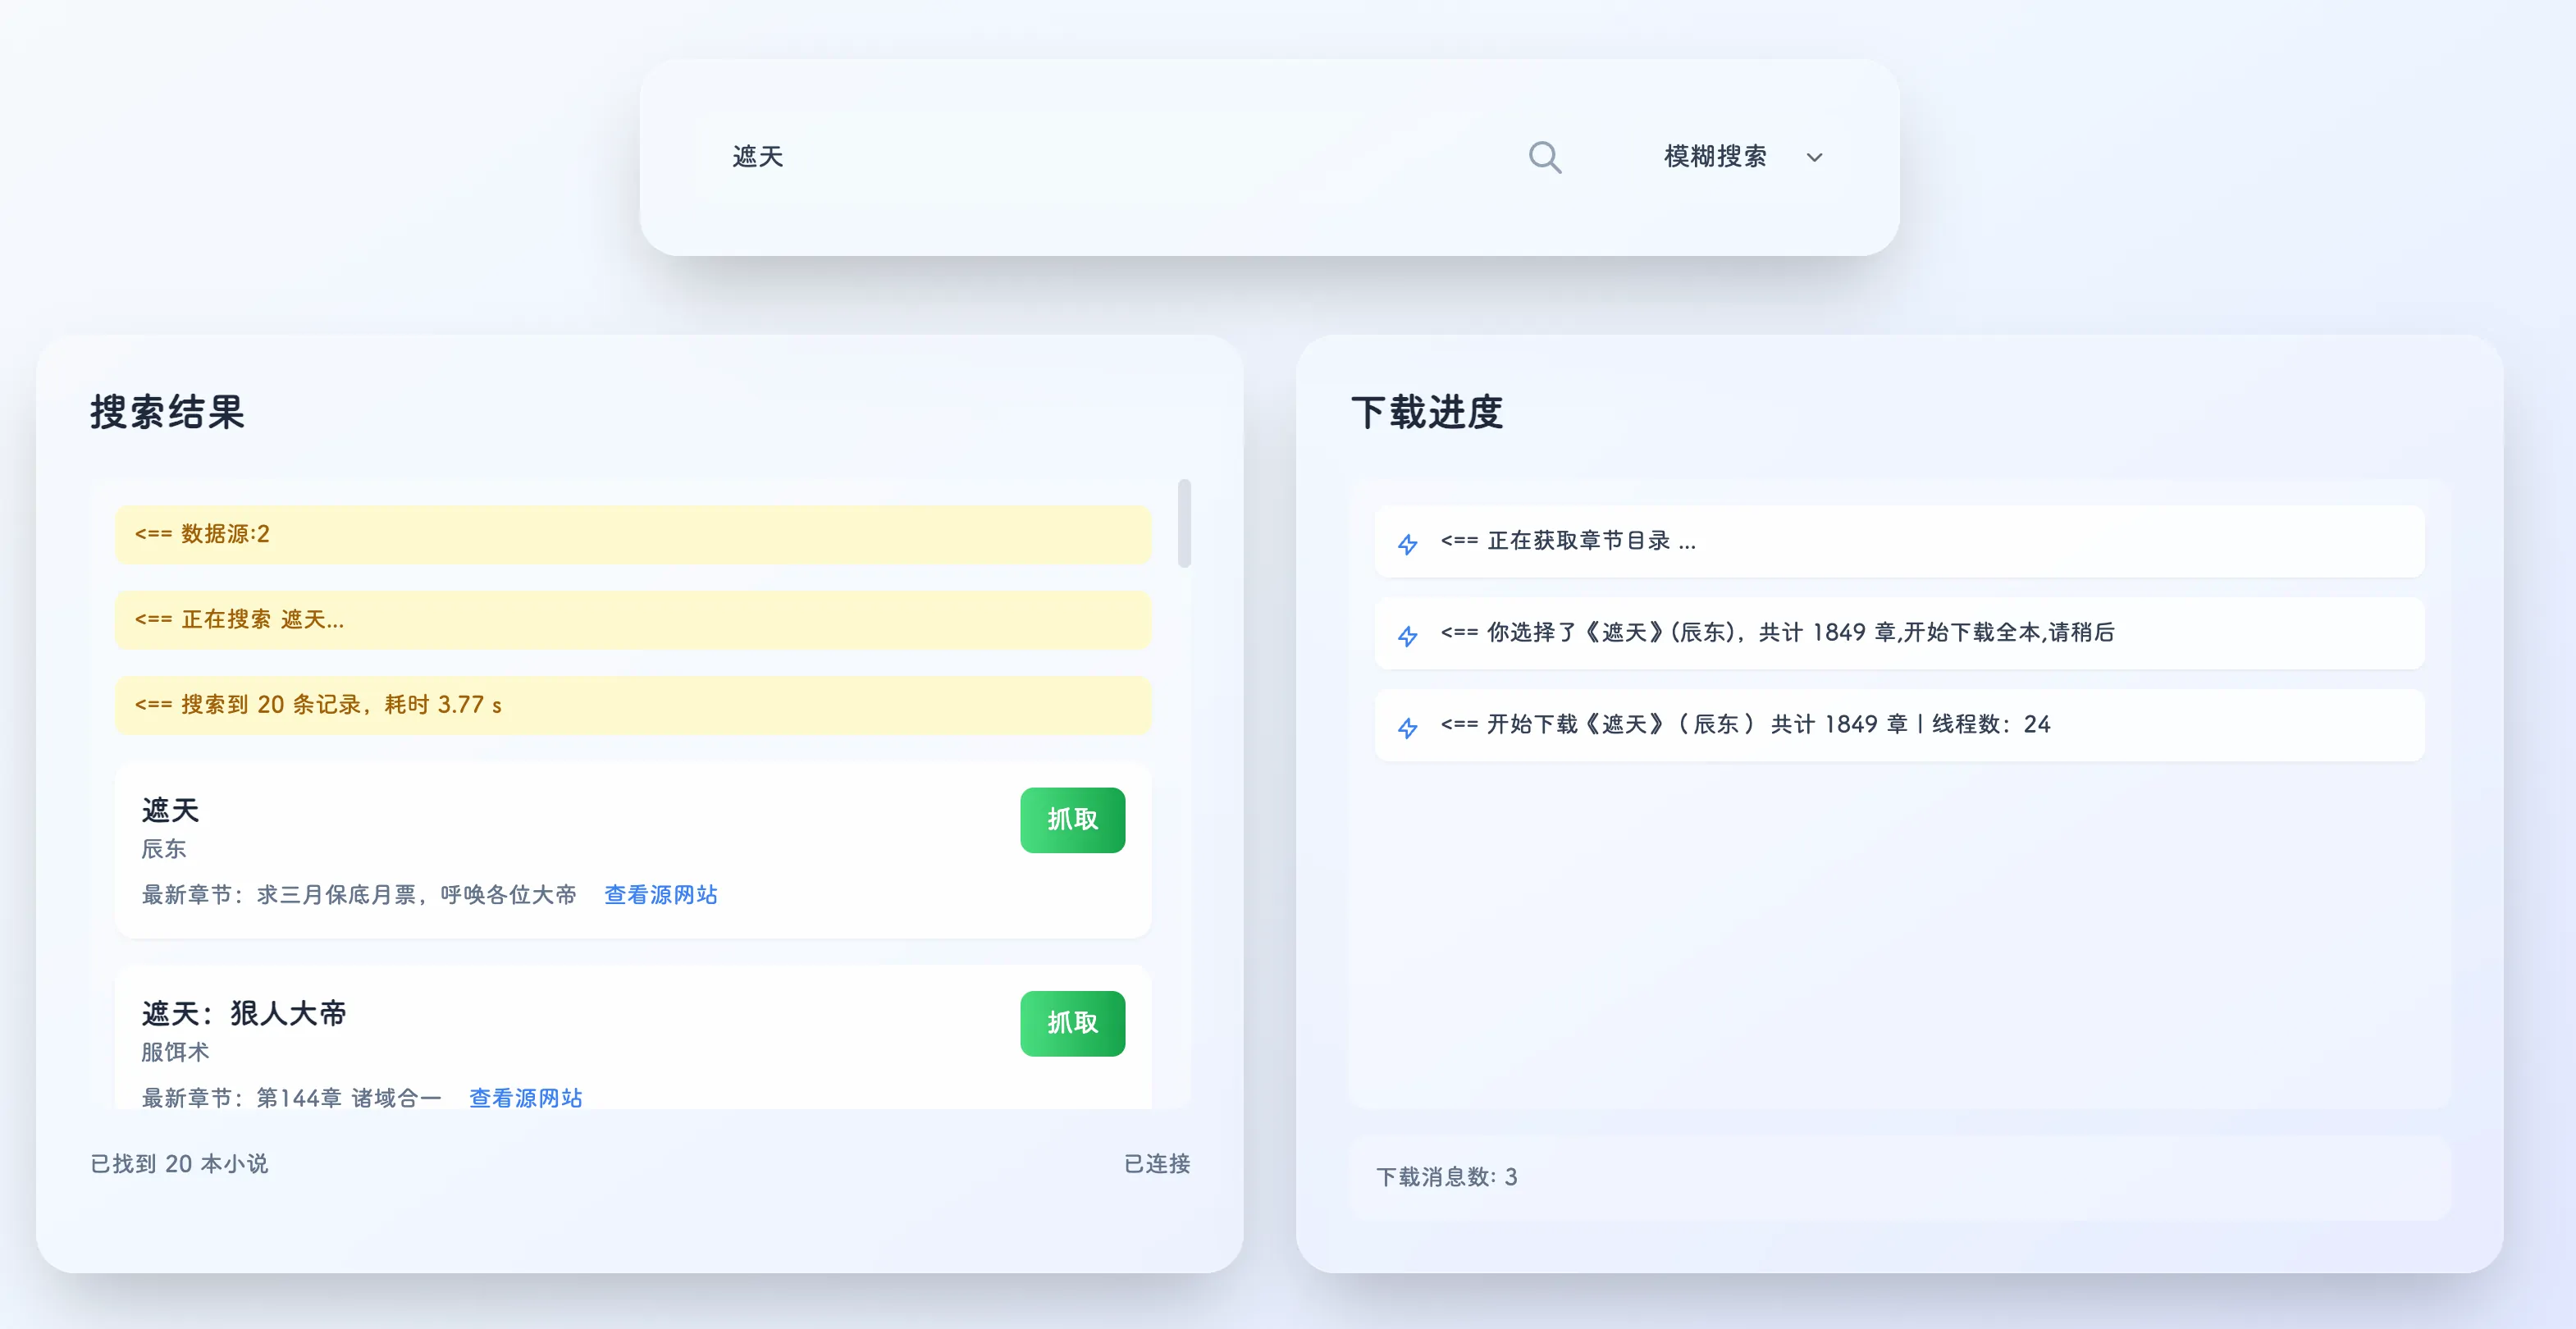 遮天
模糊搜索
搜索结果
<== 数据源:2
<== 正在搜索 遮天...
<== 搜索到 20 条记录，耗时 3.77 s
遮天
抓取
辰东
最新章节：求三月保底月票，呼唤各位大帝 查看源网站
遮天：狠人大帝
抓取
服饵术
最新章节：第144章 诸域合一 查看源网站
已找到 20 本小说
已连接
下载进度
<== 正在获取章节目录 ...
<== 你选择了《遮天》(辰东)，共计 1849 章,开始下载全本,请稍后
<== 开始下载《遮天》（辰东） 共计 1849 章 | 线程数：24
下载消息数: 3